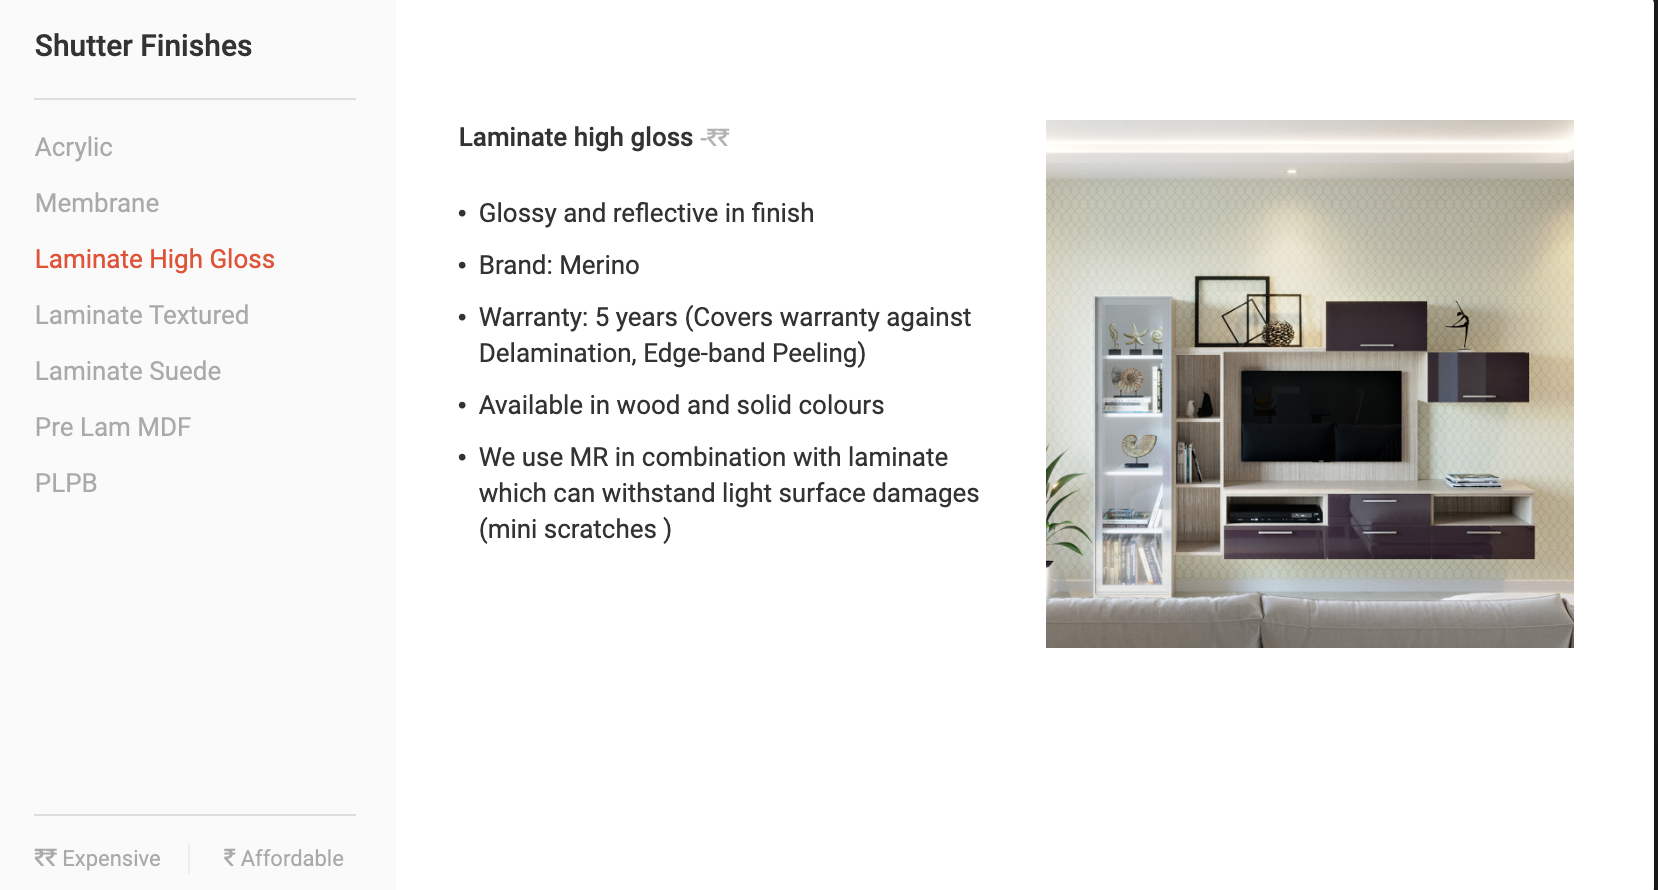 Shutter Finishes
Acrylic
Membrane
Laminate High Gloss
Laminate Textured
Laminate Suede
Pre Lam MDF
PLPB
₹₹ Expensive
₹ Affordable
Laminate high gloss -₹₹
• Glossy and reflective in finish
• Brand: Merino
• Warranty: 5 years (Covers warranty against
Delamination, Edge-band Peeling)
• Available in wood and solid colours
• We use MR in combination with laminate
which can withstand light surface damages
(mini scratches )